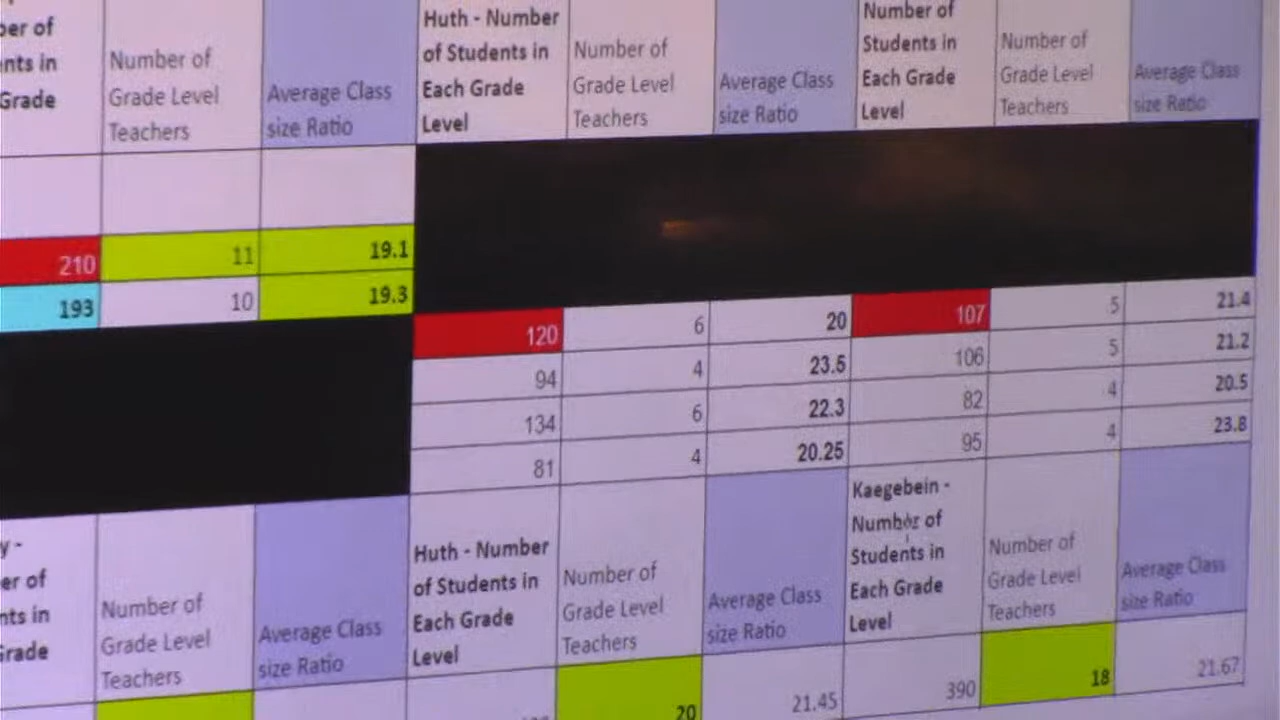 Huth - Number
of Students in
Each Grade
Level
Number of
Grade Level
Teachers
Average Class
size Ratio
Number of
Students in
Each Grade
Level
Number of
Grade Level
Teachers
Average Class
size Ratio
ber of
nts in
Grade
Number of
Grade Level
Teachers
Average Class
size Ratio
210 11 19.1
193 10 19.3
120 6 20 107 5 21.4
94 4 23.5 106 5 21.2
134 6 22.3 82 4 20.5
81 4 20.25 95 4 23.8
y -
er of
nts in
Grade
Number of
Grade Level
Teachers
Average Class
size Ratio
Huth - Number
of Students in
Each Grade
Level
Number of
Grade Level
Teachers
Average Class
size Ratio
Kaegebein -
Number of
Students in
Each Grade
Level
Number of
Grade Level
Teachers
Average Class
size Ratio
20 21.45 390 18 21.67